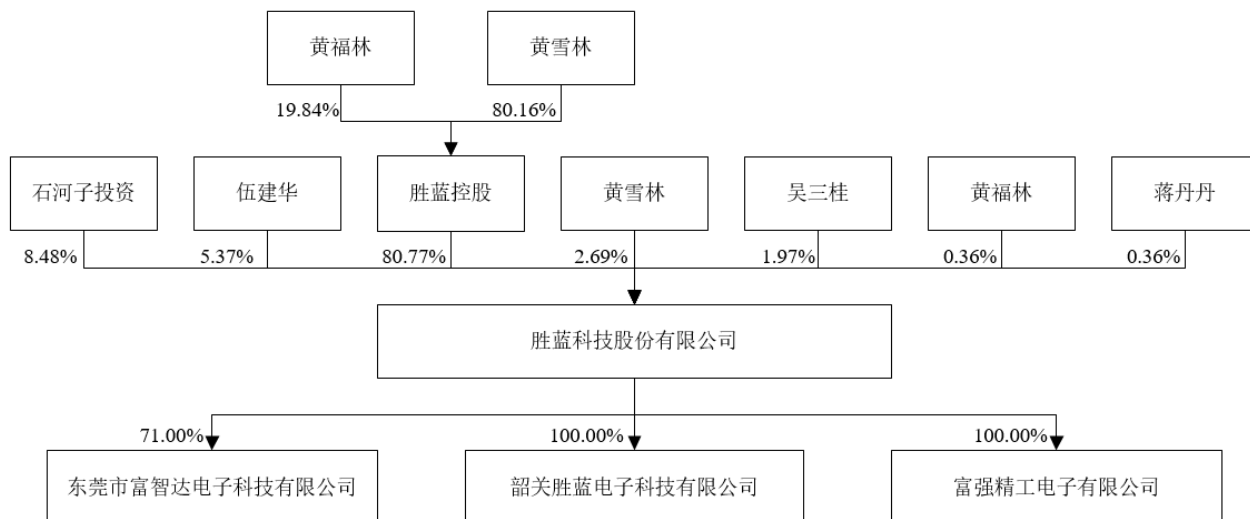 黄福林
黄雪林
19.84%
80.16%
石河子投资
伍建华
胜蓝控股
黄雪林
吴三桂
黄福林
蒋丹丹
8.48%
5.37%
80.77%
2.69%
1.97%
0.36%
0.36%
胜蓝科技股份有限公司
71.00%
100.00%
100.00%
东莞市富智达电子科技有限公司
韶关胜蓝电子科技有限公司
富强精工电子有限公司